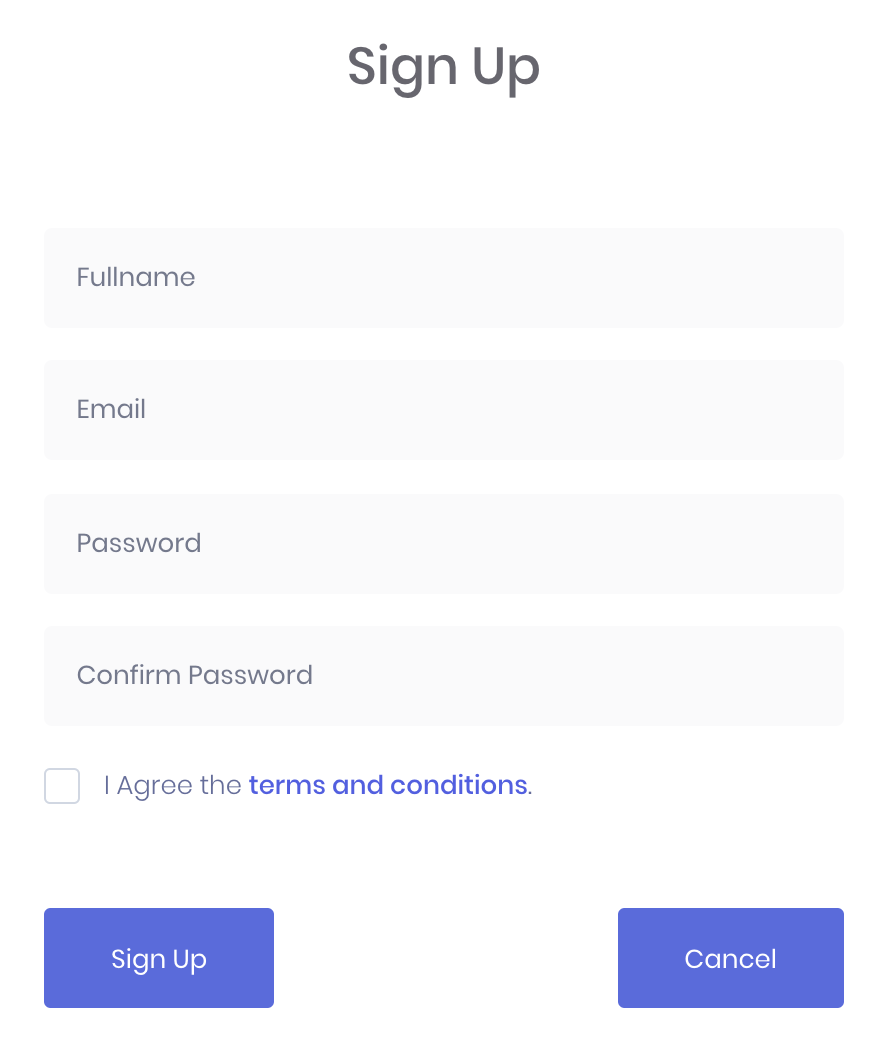 Sign Up
Fullname
Email
Password
Confirm Password
I Agree the terms and conditions.
Sign Up
Cancel